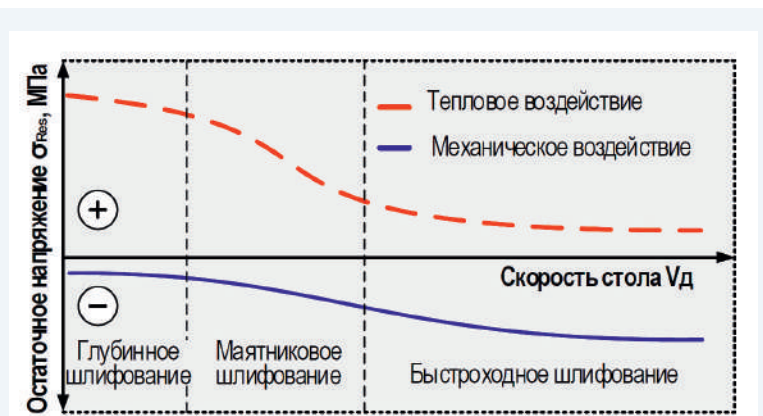 Остаточное напряжение σRes, МПа
Тепловое воздействие
Механическое воздействие
+
Скорость стола Vд
−
Глубинное
шлифование
Маятниковое
шлифование
Быстроходное шлифование